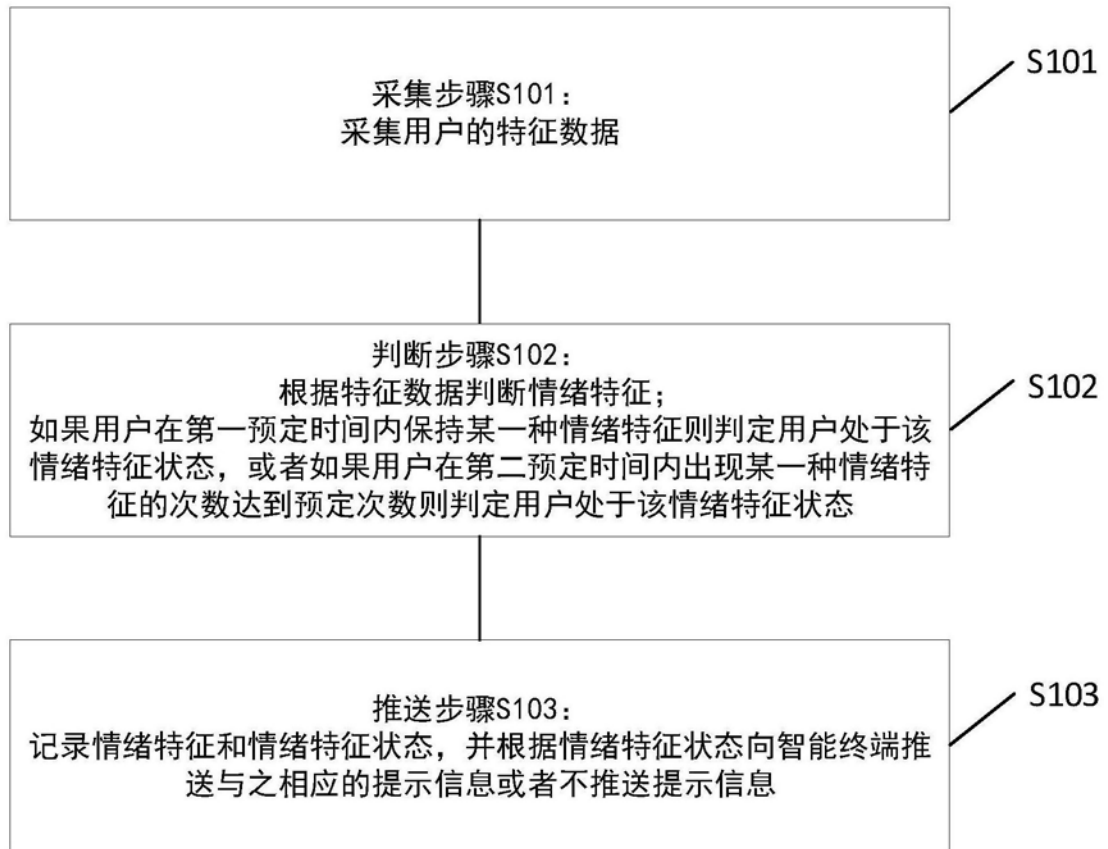 采集步骤S101:
采集用户的特征数据
S101
判断步骤S102:
根据特征数据判断情绪特征;
如果用户在第一预定时间内保持某一种情绪特征则判定用户处于该
情绪特征状态，或者如果用户在第二预定时间内出现某一种情绪特
征的次数达到预定次数则判定用户处于该情绪特征状态
S102
推送步骤S103:
记录情绪特征和情绪特征状态，并根据情绪特征状态向智能终端推
送与之相应的提示信息或者不推送提示信息
S103